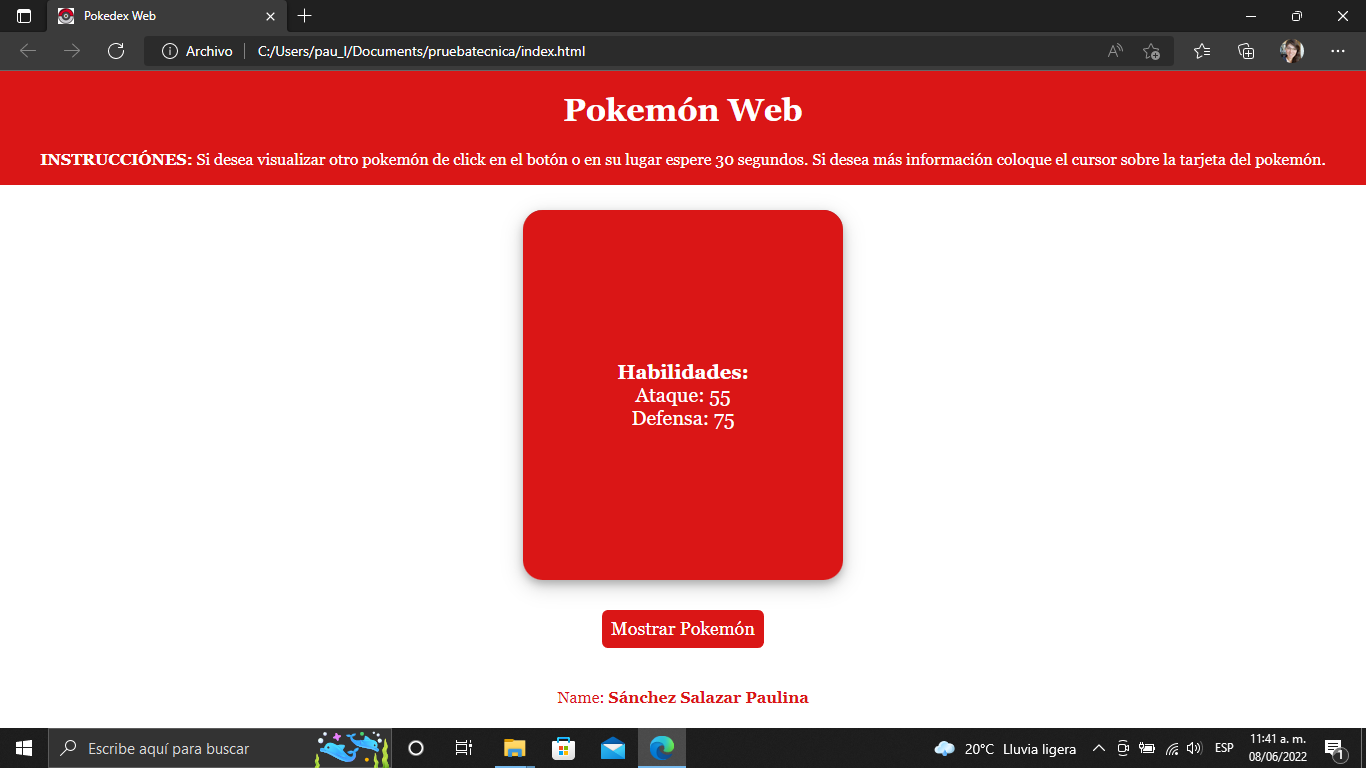 Pokedex Web
Archivo
C:/Users/pau_l/Documents/pruebatecnica/index.html
Pokemón Web
INSTRUCCIÓNES: Si desea visualizar otro pokemón de click en el botón o en su lugar espere 30 segundos. Si desea más información coloque el cursor sobre la tarjeta del pokemón.
Habilidades:
Ataque: 55
Defensa: 75
Mostrar Pokemón
Name: Sánchez Salazar Paulina
Escribe aquí para buscar
20°C Lluvia ligera
ESP
11:41 a. m.
08/06/2022
1